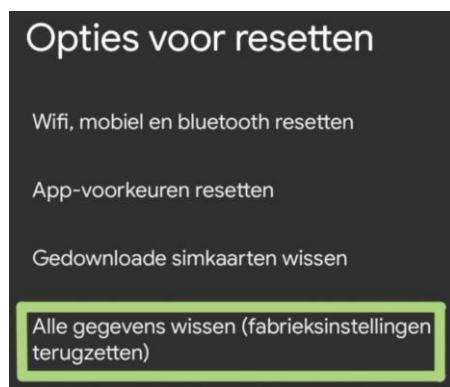 Opties voor resetten
Wifi, mobiel en bluetooth resetten
App-voorkeuren resetten
Gedownloade simkaarten wissen
Alle gegevens wissen (fabrieksinstellingen
terugzetten)